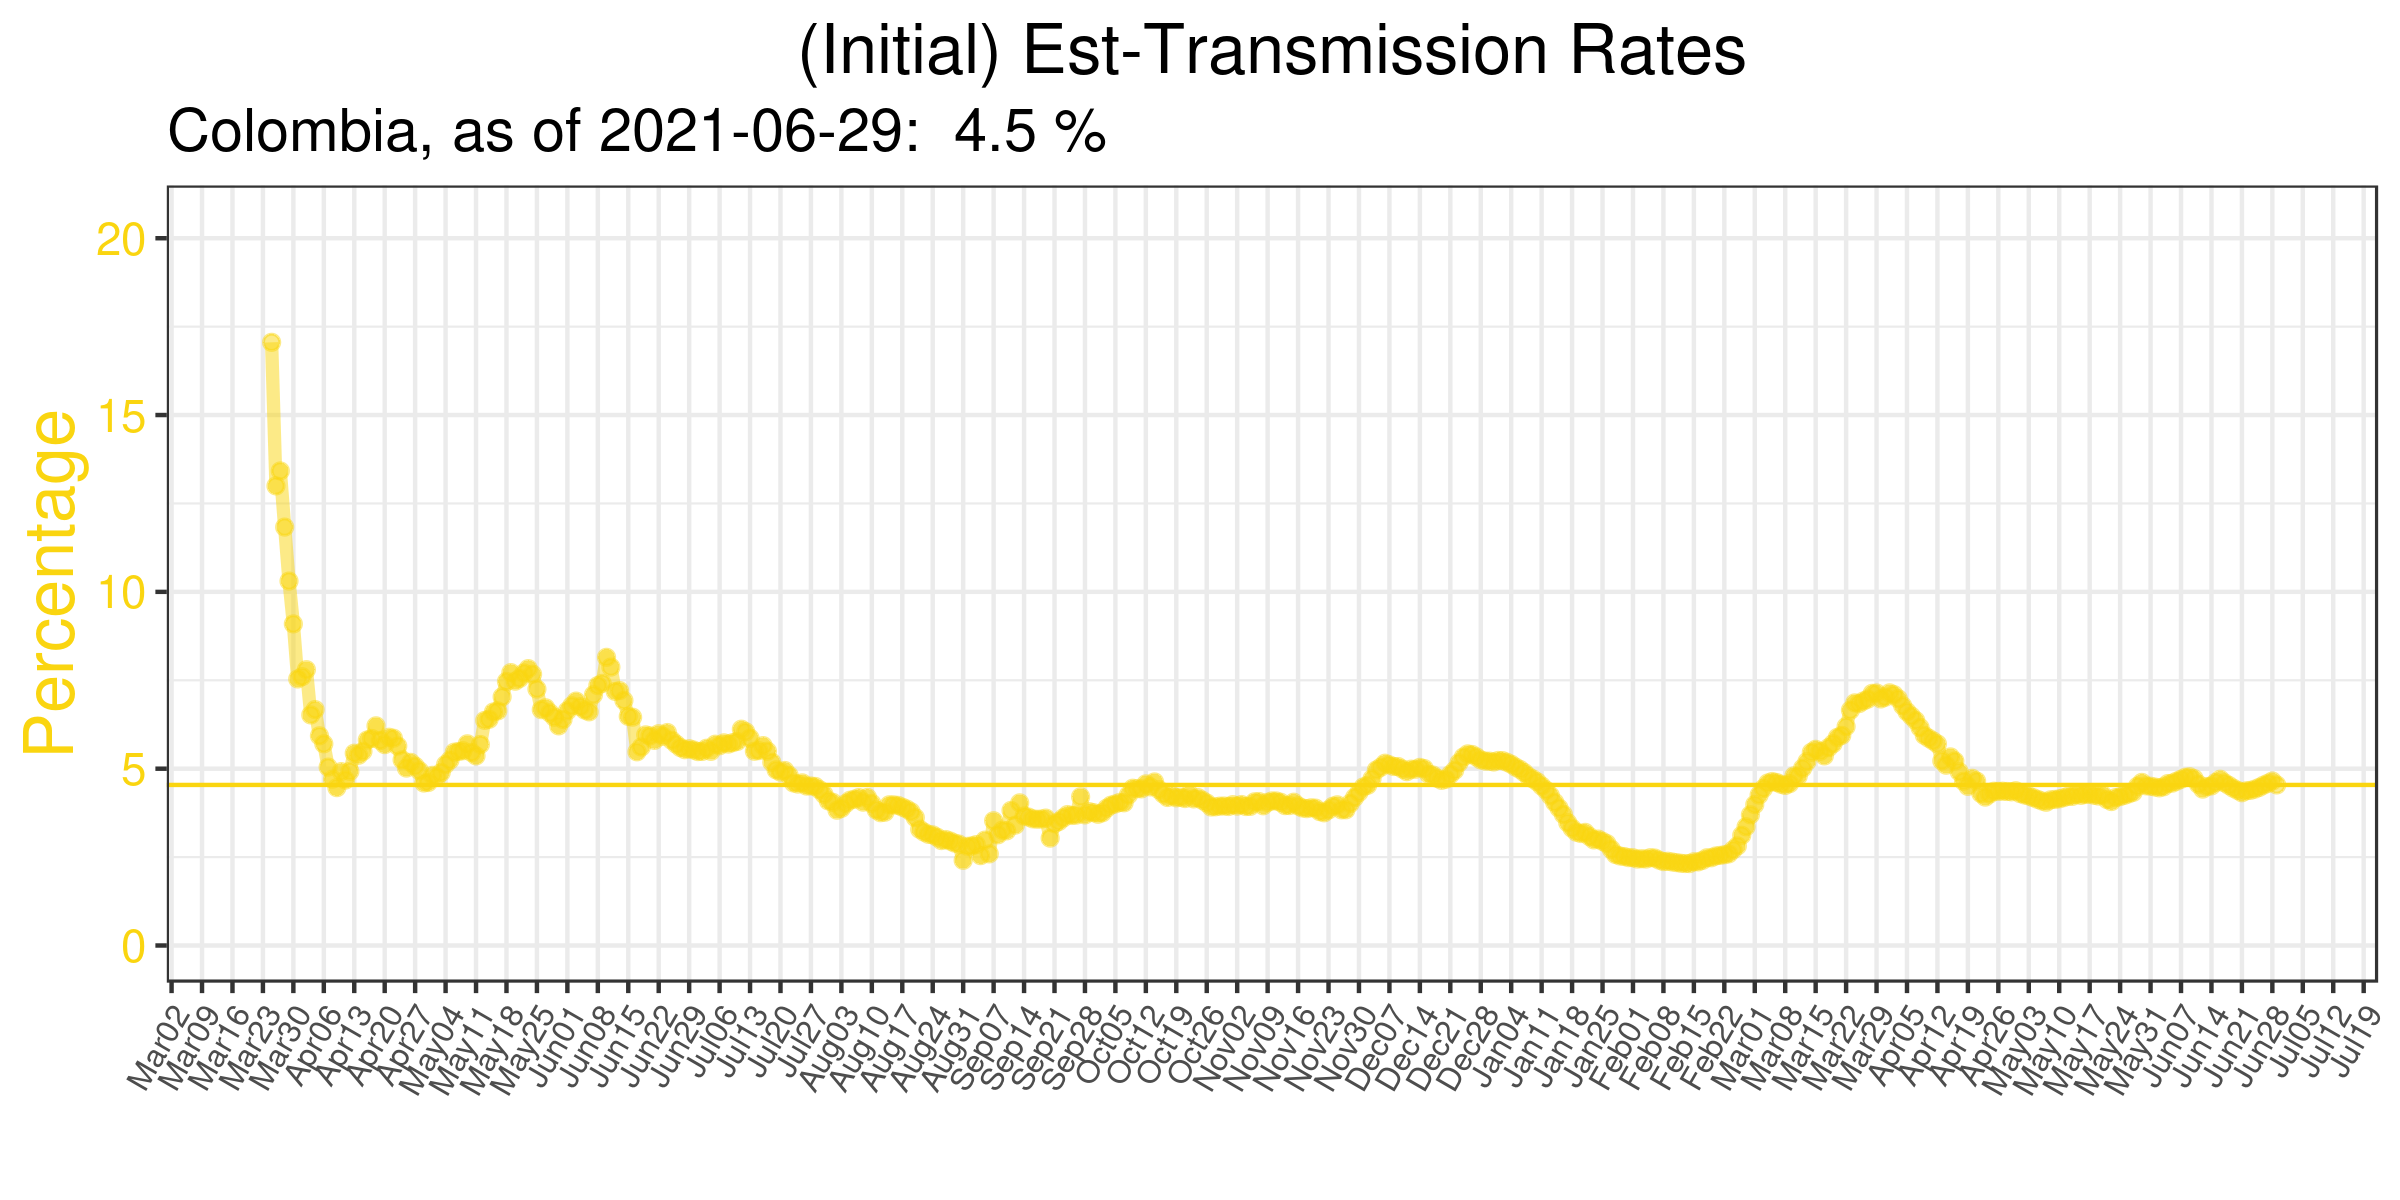 (Initial) Est-Transmission Rates
Colombia, as of 2021-06-29:  4.5 %
Percentage
20
15
10
5
0
Mar02
Mar09
Mar16
Mar23
Mar30
Apr06
Apr13
Apr20
Apr27
May04
May11
May18
May25
Jun01
Jun08
Jun15
Jun22
Jun29
Jul06
Jul13
Jul20
Jul27
Aug03
Aug10
Aug17
Aug24
Aug31
Sep07
Sep14
Sep21
Sep28
Oct05
Oct12
Oct19
Oct26
Nov02
Nov09
Nov16
Nov23
Nov30
Dec07
Dec14
Dec21
Dec28
Jan04
Jan11
Jan18
Jan25
Feb01
Feb08
Feb15
Feb22
Mar01
Mar08
Mar15
Mar22
Mar29
Apr05
Apr12
Apr19
Apr26
May03
May10
May17
May24
May31
Jun07
Jun14
Jun21
Jun28
Jul05
Jul12
Jul19